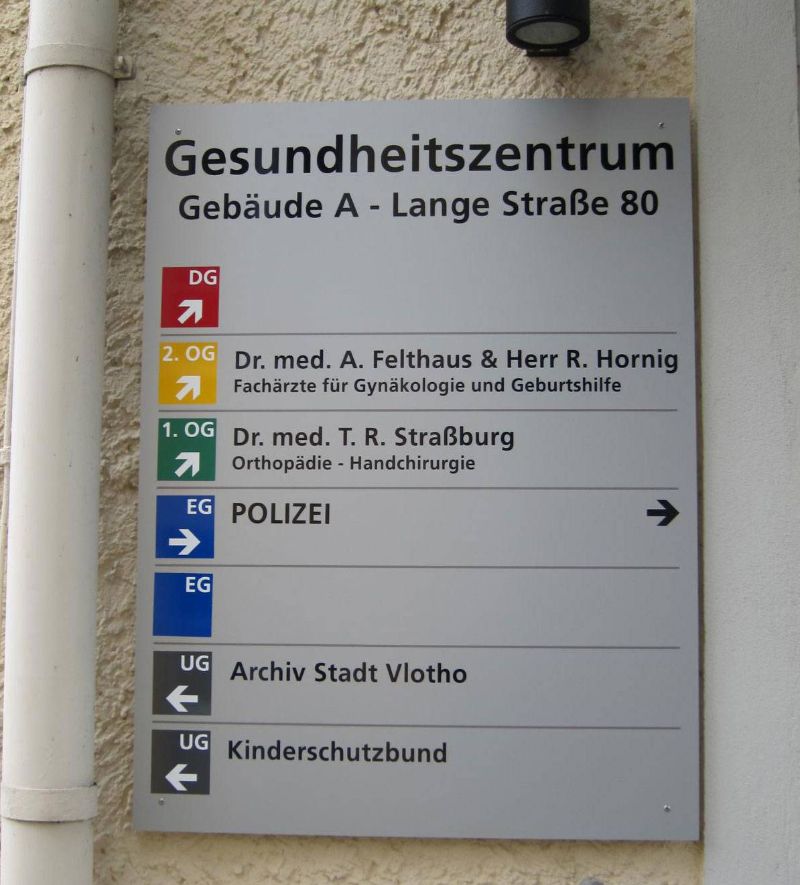 Gesundheitszentrum
Gebäude A - Lange Straße 80
DG
2. OG Dr. med. A. Felthaus & Herr R. Hornig
Fachärzte für Gynäkologie und Geburtshilfe
1. OG Dr. med. T. R. Straßburg
Orthopädie - Handchirurgie
EG POLIZEI
EG
UG Archiv Stadt Vlotho
UG Kinderschutzbund